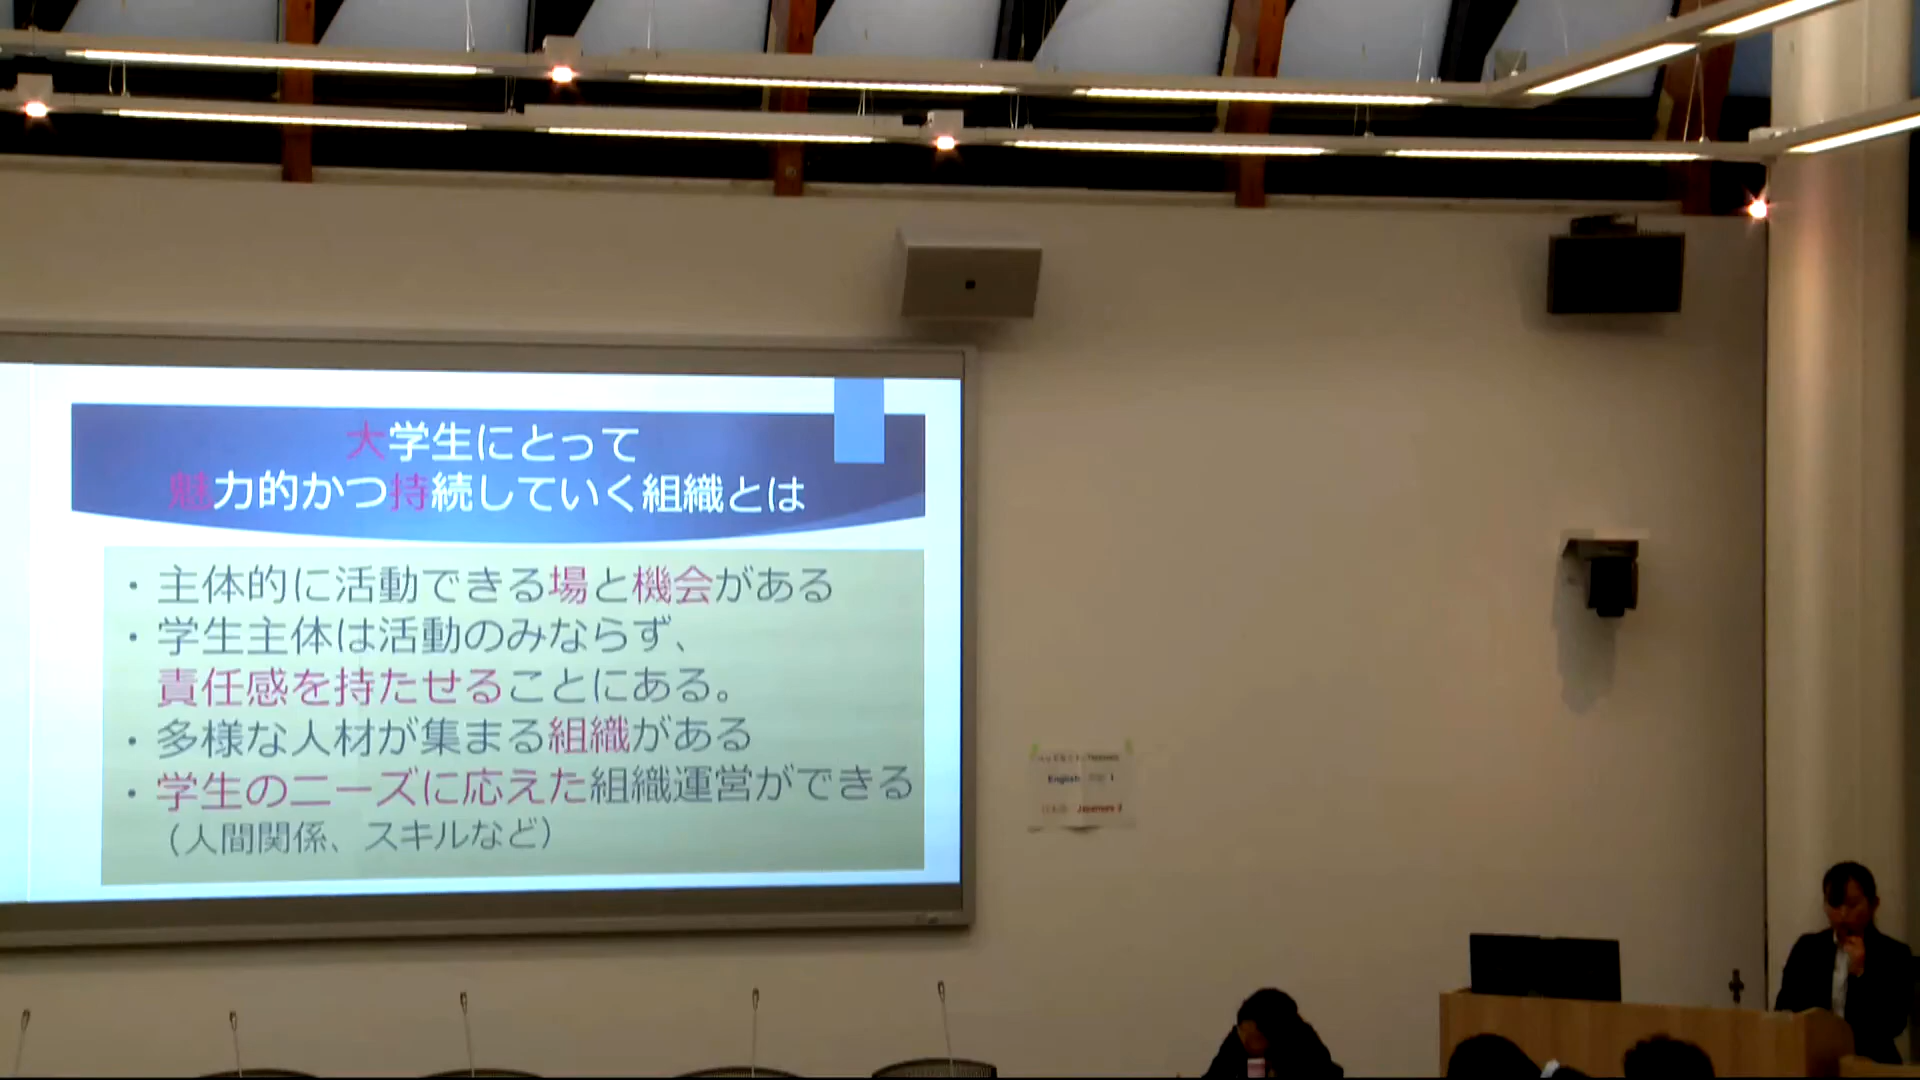 大学生にとって
魅力的かつ持続していく組織とは
・主体的に活動できる場と機会がある
・学生主体は活動のみならず、
責任感を持たせることにある。
・多様な人材が集まる組織がある
・学生のニーズに応えた組織運営ができる
（人間関係、スキルなど）
English
Japanese 2